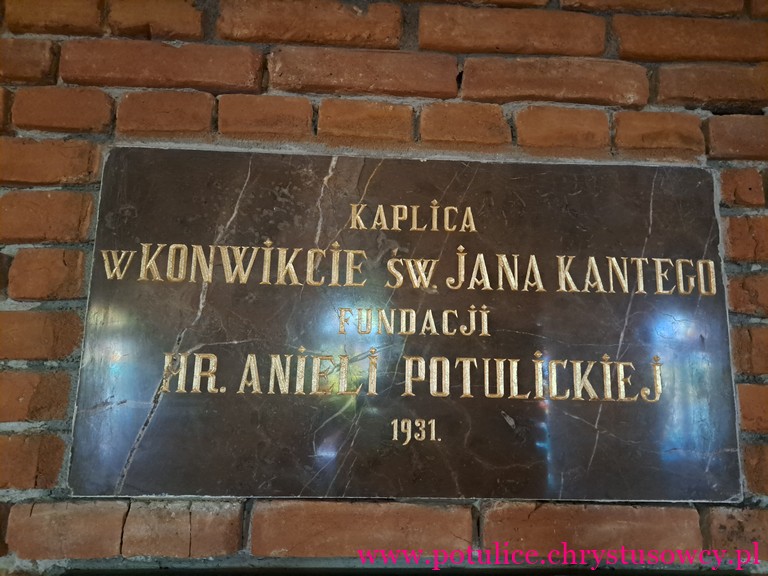 KAPLICA
W KONWIKCIE ŚW. JANA KANTEGO
FUNDACJI
HR. ANIELI POTULICKIEJ
1931.
www.potulice.chrystusowcy.pl